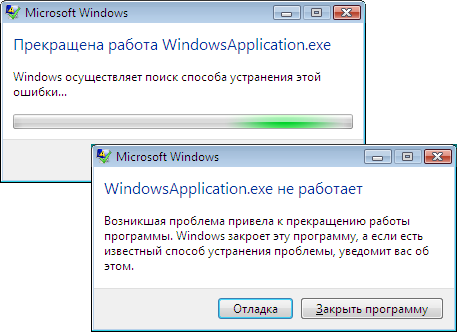 Microsoft Windows
Прекращена работа WindowsApplication.exe
Windows осуществляет поиск способа устранения этой
ошибки...
Microsoft Windows
WindowsApplication.exe не работает
Возникшая проблема привела к прекращению работы
программы. Windows закроет эту программу, а если есть
известный способ устранения проблемы, уведомит вас об
этом.
Отладка
Закрыть программу